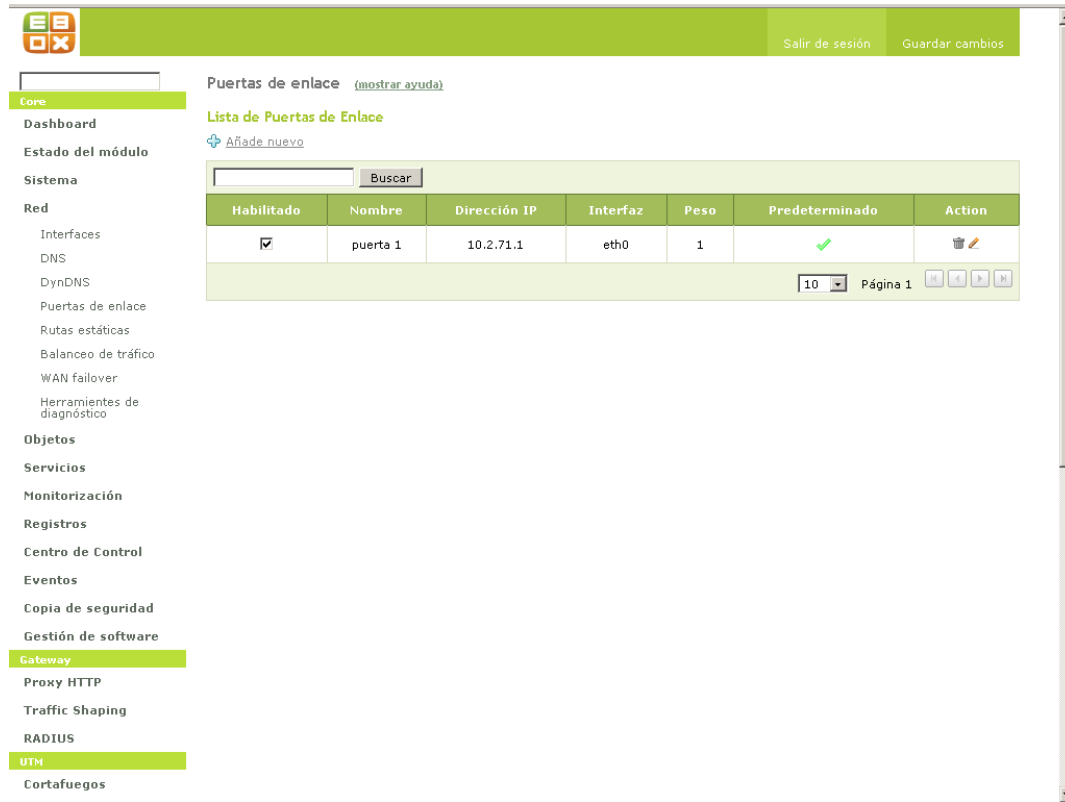 EBOX
Salir de sesión Guardar cambios
Puertas de enlace (mostrar ayuda)
Core
Dashboard
Estado del módulo
Sistema
Red
Interfaces
DNS
DynDNS
Puertas de enlace
Rutas estáticas
Balanceo de tráfico
WAN failover
Herramientes de
diagnóstico
Objetos
Servicios
Monitorización
Registros
Centro de Control
Eventos
Copia de seguridad
Gestión de software
Gateway
Proxy HTTP
Traffic Shaping
RADIUS
UTM
Cortafuegos
Lista de Puertas de Enlace
Añade nuevo
Buscar
Habilitado Nombre Dirección IP Interfaz Peso Predeterminado Action
puerta 1 10.2.71.1 eth0 1
10 Página 1